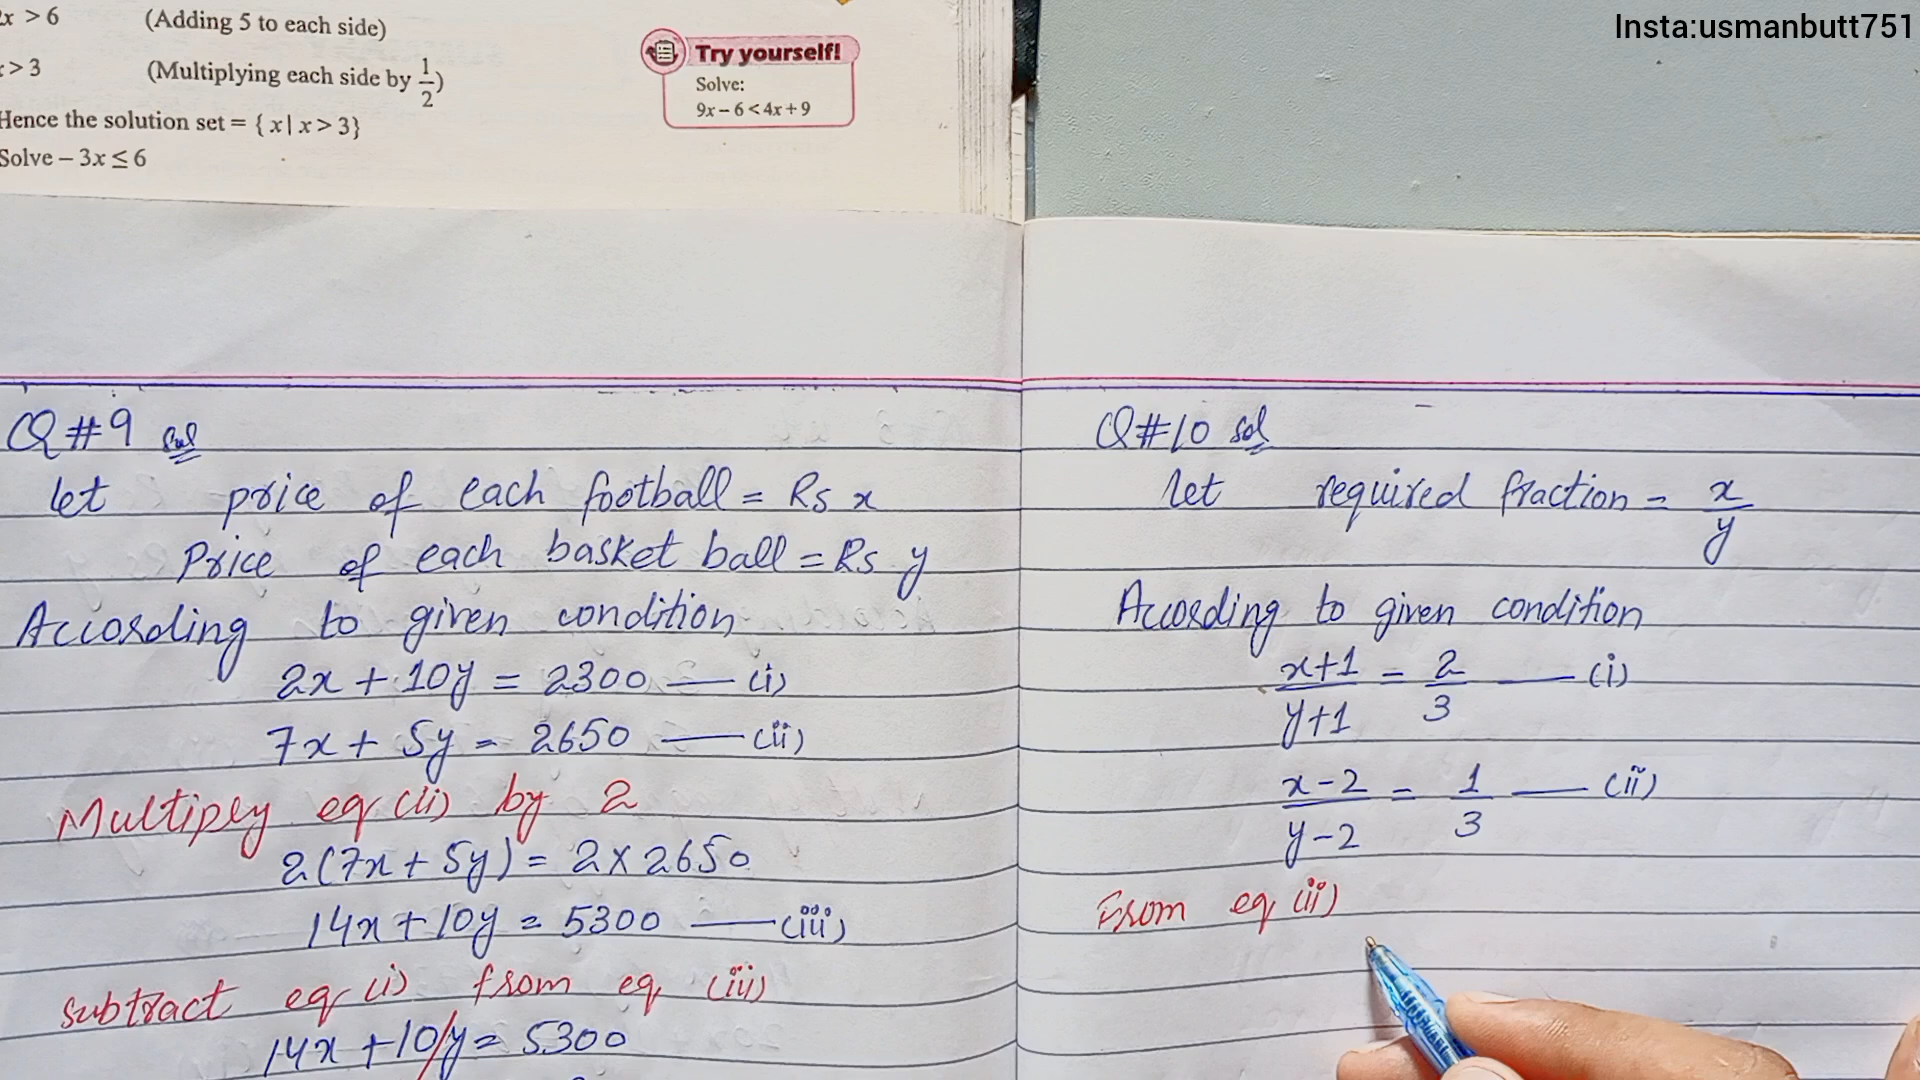 Insta:usmanbutt751
x > 6 (Adding 5 to each side)
> 3 (Multiplying each side by 1/2)
Hence the solution set = { x | x > 3}
Solve – 3x ≤ 6
Try yourself!
Solve:
9x – 6 < 4x + 9
Q#9 sol
let price of each football = Rs x
Price of each basket ball = Rs y
According to given condition
2x + 10y = 2300 — (i)
7x + 5y = 2650 — (ii)
Multiply eq (ii) by 2
2(7x + 5y) = 2 × 2650
14x + 10y = 5300 — (iii)
subtract eq (i) from eq (iii)
14x + 10y = 5300
Q#10 sol
let required fraction = x/y
According to given condition
x+1/y+1 = 2/3 — (i)
x-2/y-2 = 1/3 — (ii)
From eq (ii)